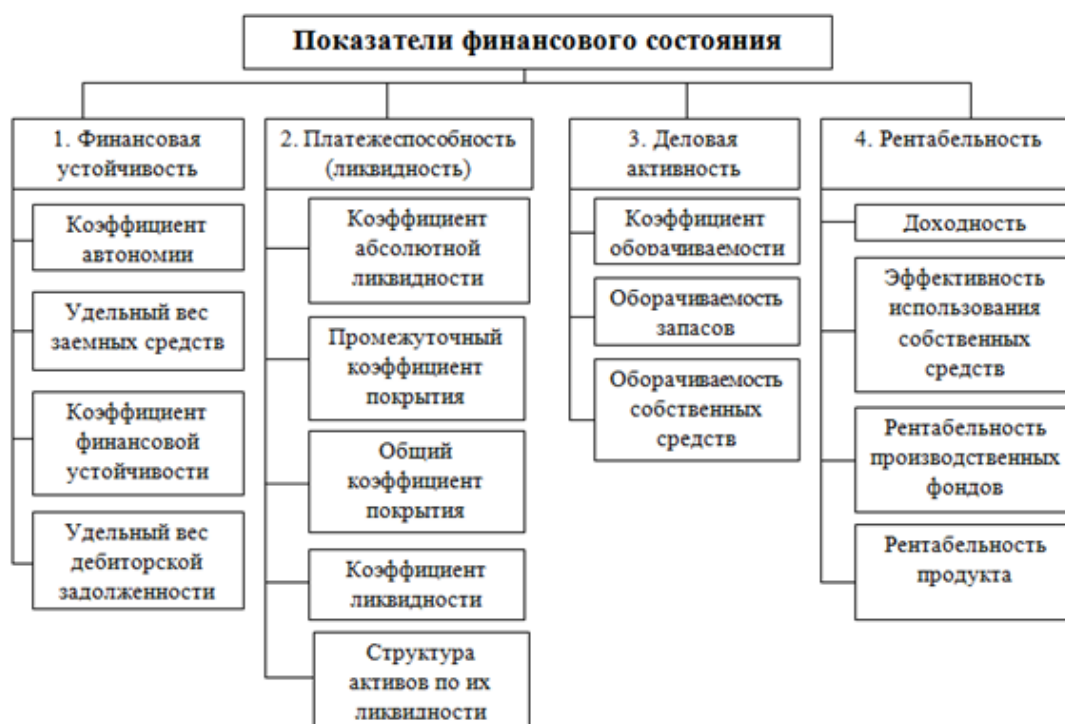 Показатели финансового состояния
1. Финансовая
устойчивость
Коэффициент
автономии
Удельный вес
заемных средств
Коэффициент
финансовой
устойчивости
Удельный вес
дебиторской
задолженности
2. Платежеспособность
(ликвидность)
Коэффициент
абсолютной
ликвидности
Промежуточный
коэффициент
покрытия
Общий
коэффициент
покрытия
Коэффициент
ликвидности
Структура
активов по их
ликвидности
3. Деловая
активность
Коэффициент
оборачиваемости
Оборачиваемость
запасов
Оборачиваемость
собственных
средств
4. Рентабельность
Доходность
Эффективность
использования
собственных
средств
Рентабельность
производственных
фондов
Рентабельность
продукта